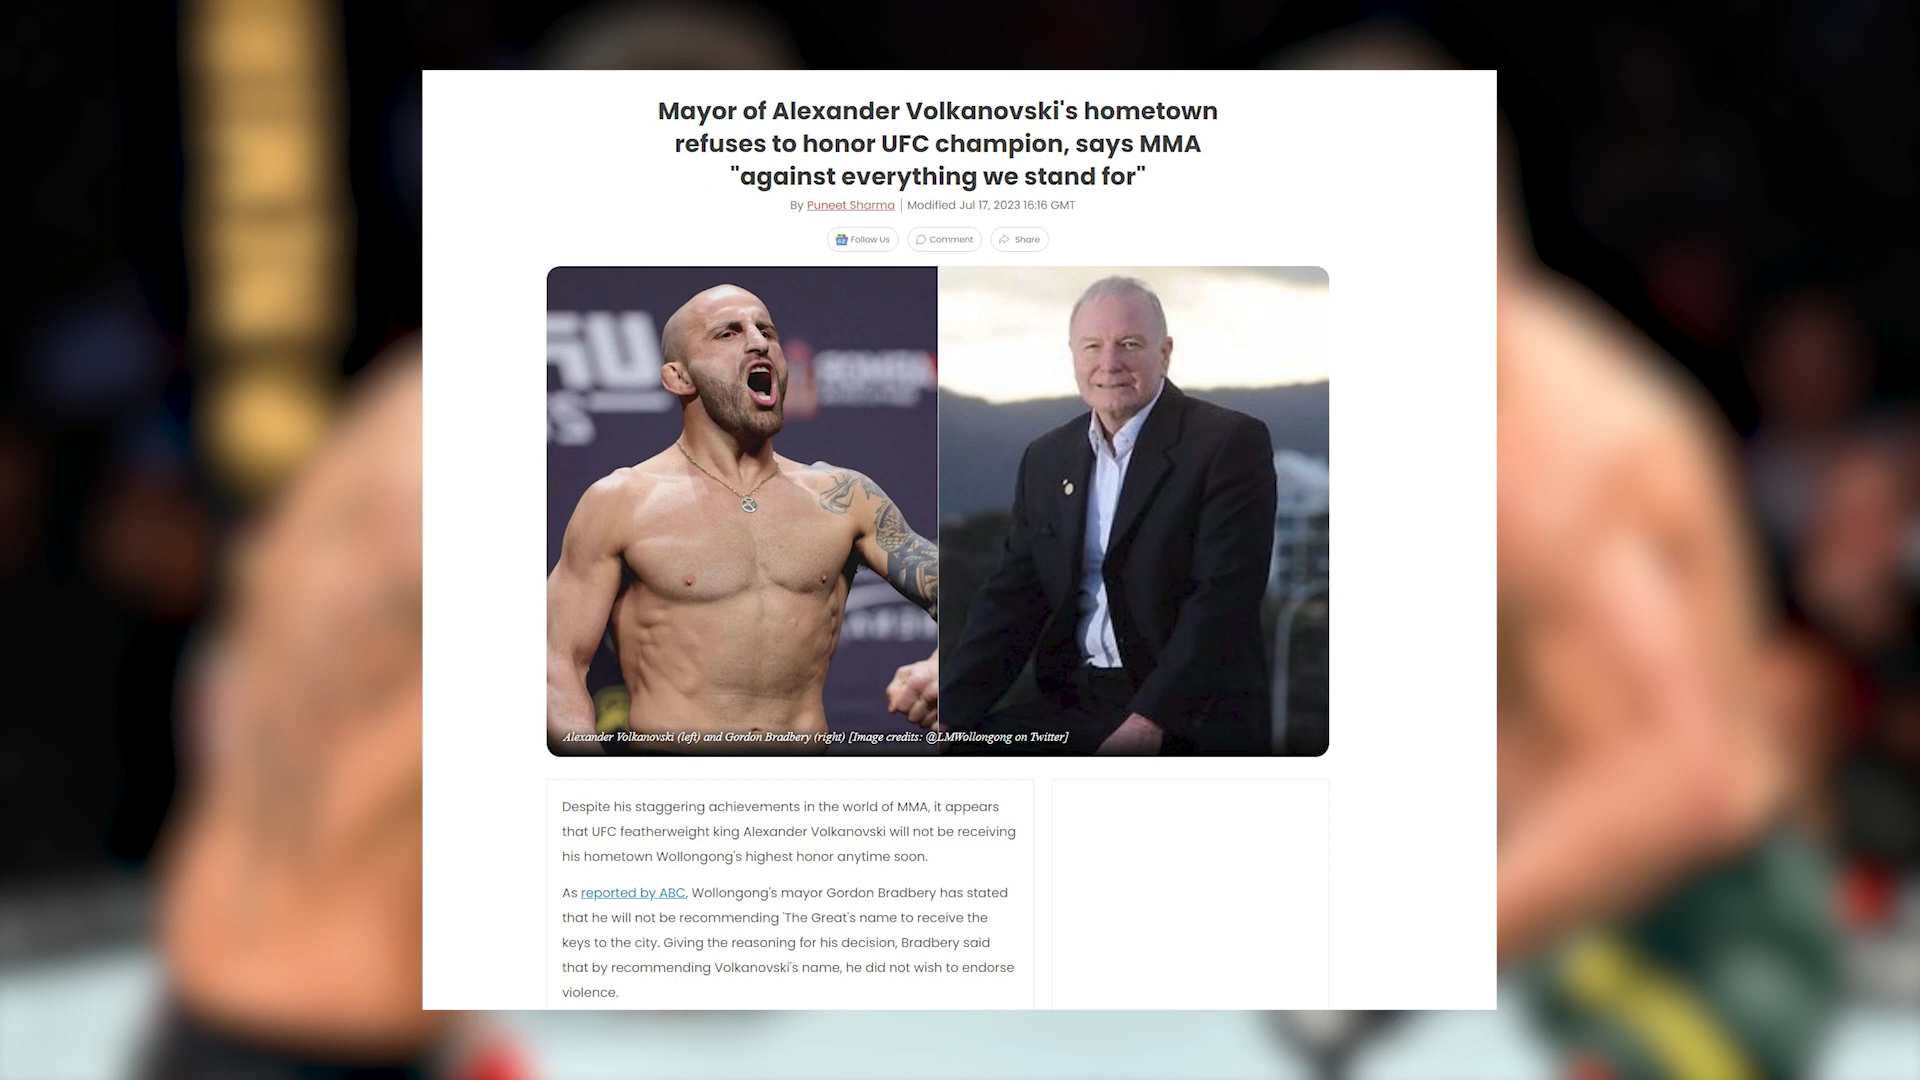 Mayor of Alexander Volkanovski's hometown
refuses to honor UFC champion, says MMA
"against everything we stand for"
By Puneet Sharma | Modified Jul 17, 2023 16:16 GMT
Follow Us
Comment
Share
Alexander Volkanovski (left) and Gordon Bradbery (right) [Image credits: @LMWollongong on Twitter]
Despite his staggering achievements in the world of MMA, it appears
that UFC featherweight king Alexander Volkanovski will not be receiving
his hometown Wollongong's highest honor anytime soon.
As reported by ABC, Wollongong's mayor Gordon Bradbery has stated
that he will not be recommending 'The Great's name to receive the
keys to the city. Giving the reasoning for his decision, Bradbery said
that by recommending Volkanovski's name, he did not wish to endorse
violence.